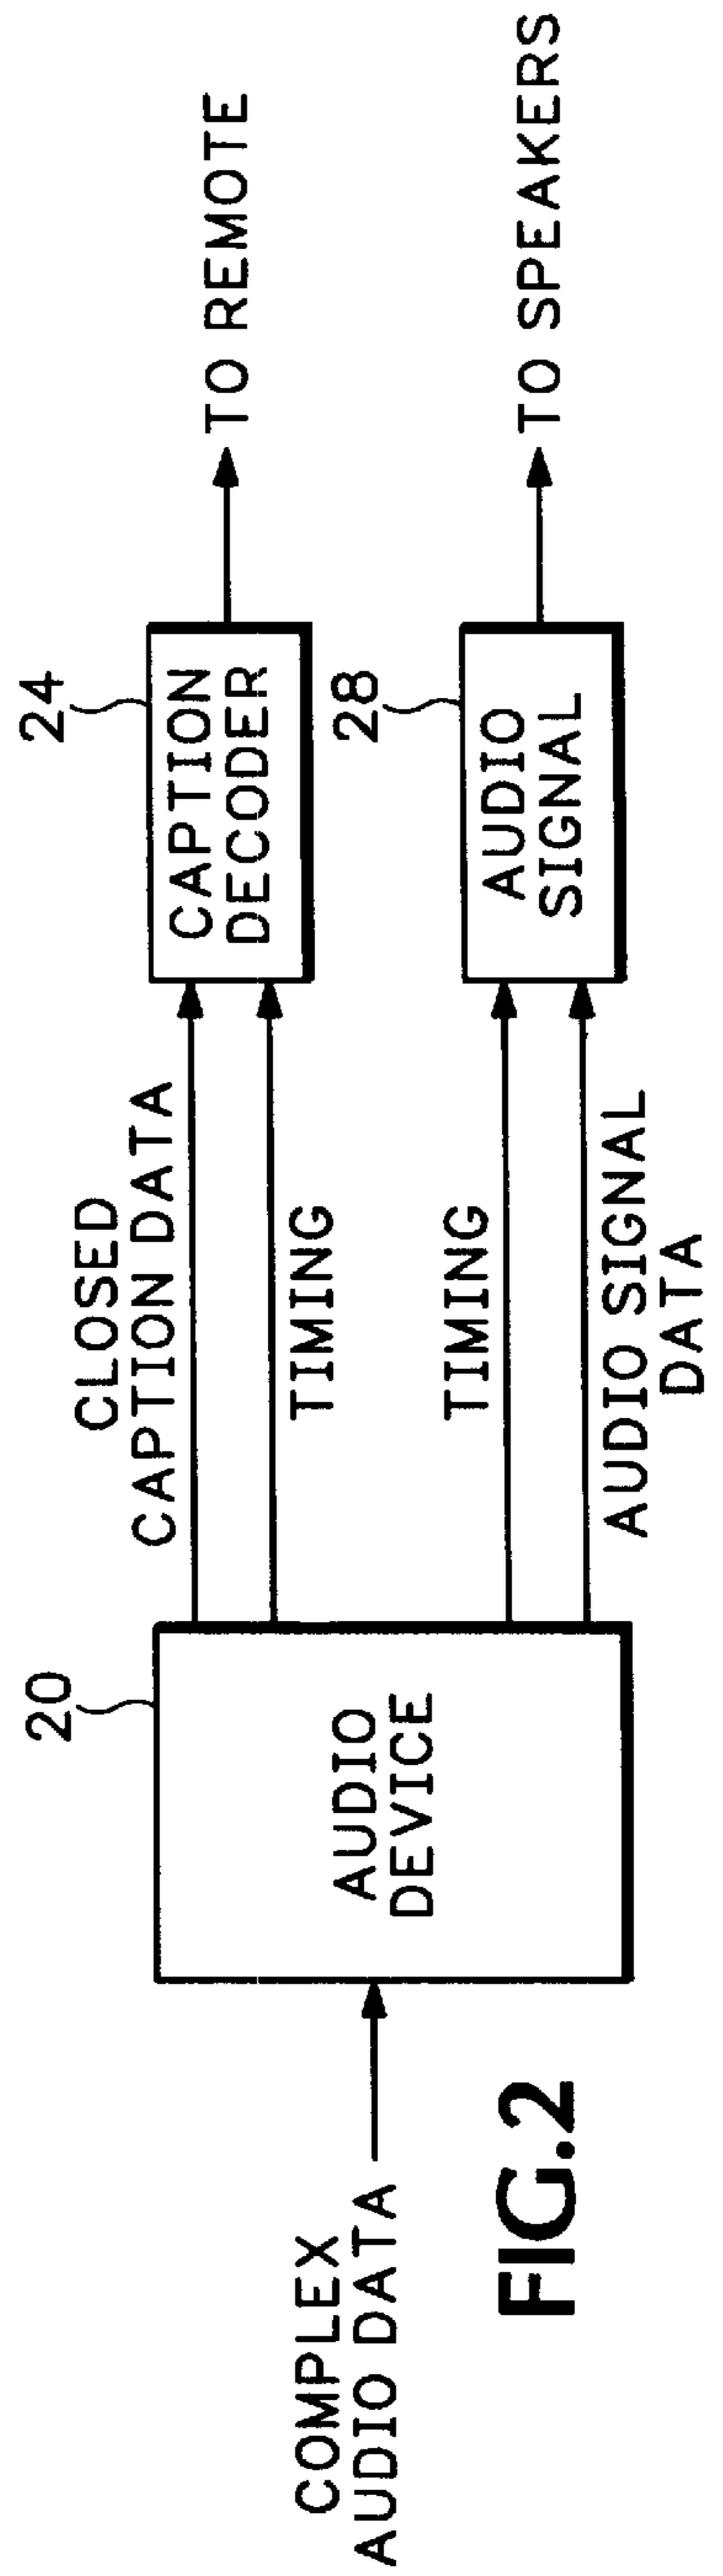 COMPLEX
AUDIO DATA
20
AUDIO
DEVICE
CLOSED
CAPTION DATA
TIMING
TIMING
AUDIO SIGNAL
DATA
24
CAPTION
DECODER
TO REMOTE
28
AUDIO
SIGNAL
TO SPEAKERS
FIG.2